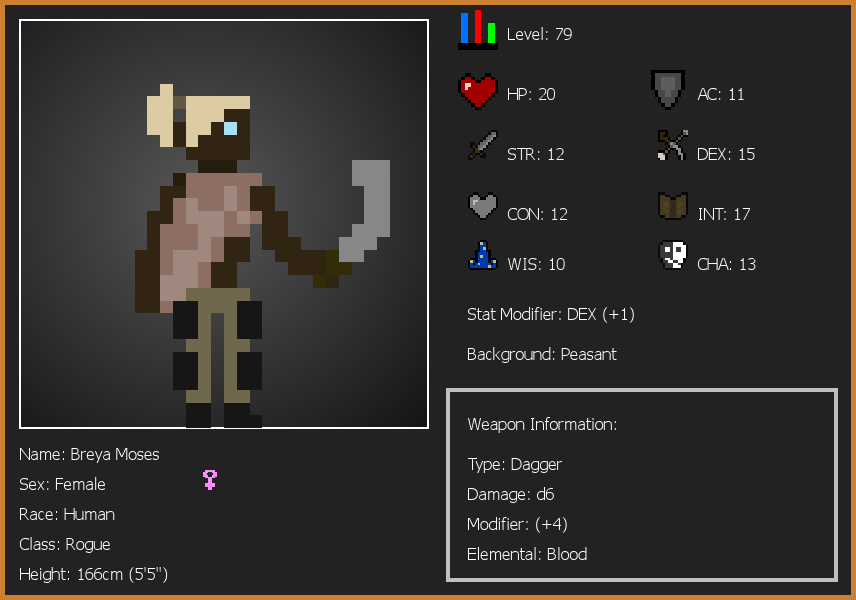 Level: 79
HP: 20
AC: 11
STR: 12
DEX: 15
CON: 12
INT: 17
WIS: 10
CHA: 13
Stat Modifier: DEX (+1)
Background: Peasant
Weapon Information:
Type: Dagger
Damage: d6
Modifier: (+4)
Elemental: Blood
Name: Breya Moses
Sex: Female
Race: Human
Class: Rogue
Height: 166cm (5'5")